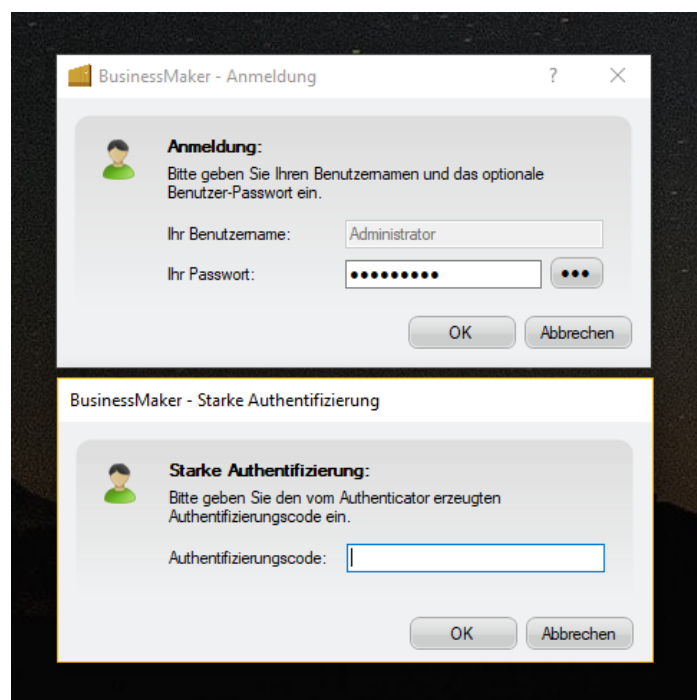 BusinessMaker - Anmeldung
?
Anmeldung:
Bitte geben Sie Ihren Benutzernamen und das optionale
Benutzer-Passwort ein.
Ihr Benutzername: Administrator
Ihr Passwort: ●●●●●●●●● •••
OK Abbrechen
BusinessMaker - Starke Authentifizierung
Starke Authentifizierung:
Bitte geben Sie den vom Authenticator erzeugten
Authentifizierungscode ein.
Authentifizierungscode:
OK Abbrechen